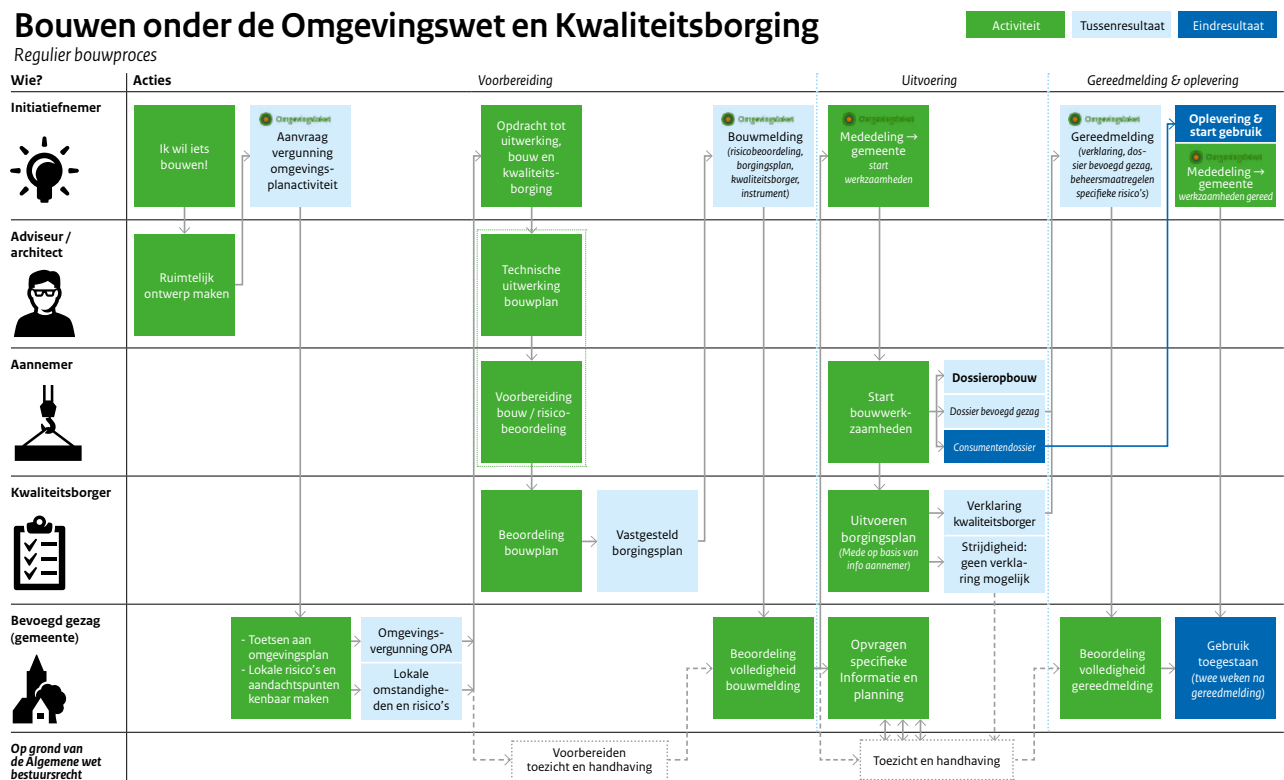 Bouwen onder de Omgevingswet en Kwaliteitsborging
Regulier bouwproces
Activiteit
Tussenresultaat
Eindresultaat
Wie?
Acties
Voorbereiding
Uitvoering
Gereedmelding & oplevering
Initiatiefnemer
Ik wil iets
bouwen!
Omgevingsloket
Aanvraag
vergunning
omgevings-
planactiviteit
Opdracht tot
uitwerking,
bouw en
kwaliteits-
borging
Omgevingsloket
Bouwmelding
(risicobeoordeling,
borgingsplan,
kwaliteitsborger,
instrument)
Omgevingsloket
Mededeling →
gemeente
start
werkzaamheden
Omgevingsloket
Gereedmelding
(verklaring, dos-
sier bevoegd gezag,
beheersmaatregelen
specifieke risico's)
Oplevering &
start gebruik
Omgevingsloket
Mededeling →
gemeente
werkzaamheden gereed
Adviseur /
architect
Ruimtelijk
ontwerp maken
Technische
uitwerking
bouwplan
Aannemer
Voorbereiding
bouw / risico-
beoordeling
Start
bouwwerk-
zaamheden
Dossieropbouw
Dossier bevoegd gezag
Consumentendossier
Kwaliteitsborger
Beoordeling
bouwplan
Vastgesteld
borgingsplan
Uitvoeren
borgingsplan
(Mede op basis van
info aannemer)
Verklaring
kwaliteitsborger
Strijdigheid:
geen verkla-
ring mogelijk
Bevoegd gezag
(gemeente)
- Toetsen aan
omgevingsplan
- Lokale risico's en
aandachtspunten
kenbaar maken
Omgevings-
vergunning OPA
Lokale
omstandighe-
den en risico's
Beoordeling
volledigheid
bouwmelding
Opvragen
specifieke
Informatie en
planning
Beoordeling
volledigheid
gereedmelding
Gebruik
toegestaan
(twee weken na
gereedmelding)
Op grond van
de Algemene wet
bestuursrecht
Voorbereiden
toezicht en handhaving
Toezicht en handhaving